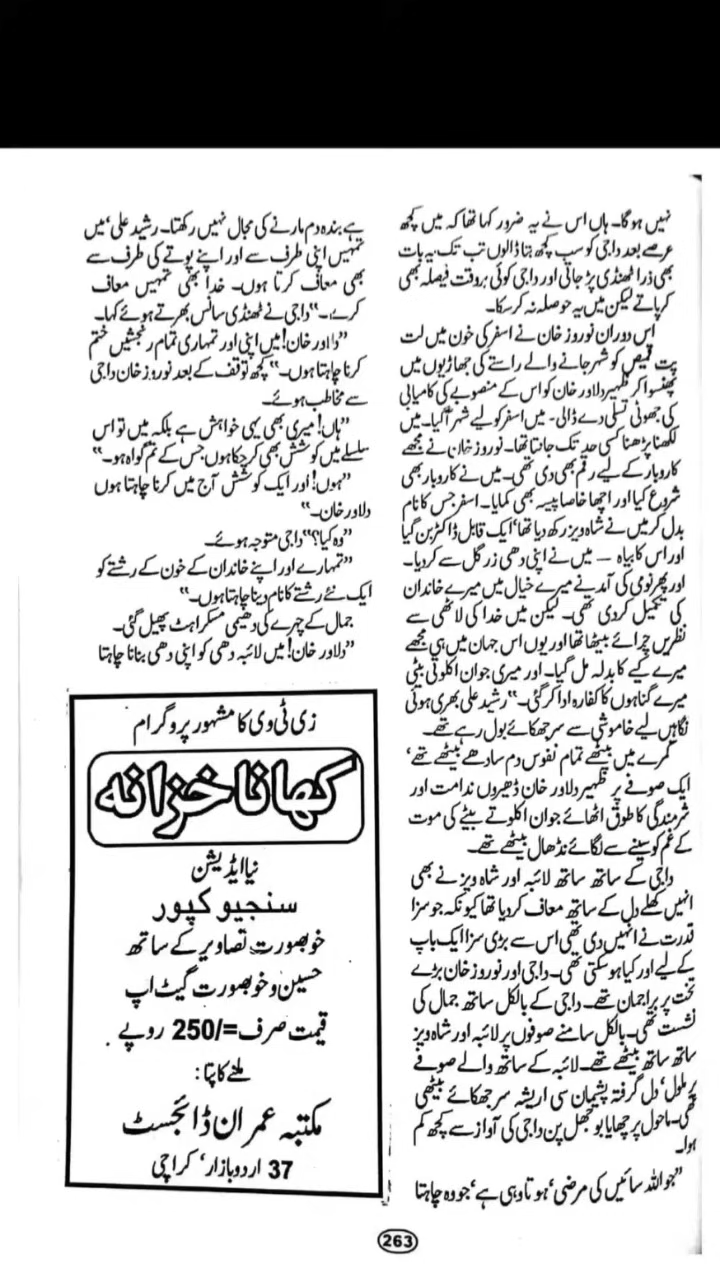 نہیں ہوگا۔ ہاں اس نے یہ ضرور کہا تھا کہ میں کچھ
عرصے بعد داجی کو سب کچھ بتا ڈالوں تب تک یہ بات
بھی ذرا ٹھنڈی پڑ جاتی اور داجی کوئی بروقت فیصلہ بھی
کر پاتے لیکن میں یہ حوصلہ نہ کرسکا۔
اس دوران نوروز خان نے اسفر کی خون میں لت
پت قمیص کو شہر جانے والے راستے کی جھاڑیوں میں
پھنسوا کر ظہیر دلاور خان کو اس کے منصوبے کی کامیابی
کی جھوٹی تسلی دے ڈالی۔ میں اسفر کو لیے شہر آگیا۔ میں
لکھنا پڑھنا کسی حد تک جانتا تھا۔ نوروز خان نے مجھے
کاروبار کے لیے رقم بھی دی تھی۔ میں نے کاروبار بھی
شروع کیا اور اچھا خاصا پیسہ بھی کمایا۔ اسفر جس کا نام
بدل کر میں نے شاہ ویز رکھ دیا تھا، ایک قابل ڈاکٹر بن گیا
اور اس کا بیاہ — میں نے اپنی دھی زرگل سے کردیا۔
اور پھر نومی کی آمد نے میرے خیال میں میرے خاندان
کی تکمیل کردی تھی۔ لیکن میں خدا کی لاٹھی سے
نظریں چرائے بیٹھا تھا اور یوں اس جہان میں ہی مجھے
میرے کیے کا بدلہ مل گیا۔ اور میری جوان اکلوتی بیٹی
میرے گناہوں کا کفارہ ادا کر گئی۔“ رشید علی بھری ہوئی
نگاہیں لیے خاموشی سے سر جھکائے بول رہے تھے۔
کمرے میں بیٹھے تمام نفوس دم سادھے بیٹھے تھے،
ایک صوفے پر ظہیر دلاور خان ڈھیروں ندامت اور
شرمندگی کا طوق اٹھائے جوان اکلوتے بیٹے کی موت
کے غم کو سینے سے لگائے نڈھال بیٹھے تھے۔
داجی کے ساتھ ساتھ لائبہ اور شاہ ویز نے بھی
انہیں کھلے دل کے ساتھ معاف کردیا تھا کیونکہ جو سزا
قدرت نے انہیں دی تھی اس سے بڑی سزا ایک باپ
کے لیے اور کیا ہوسکتی تھی۔ داجی اور نوروز خان بڑے
تخت پر براجمان تھے۔ داجی کے بالکل ساتھ جمال کی
نشست تھی۔ بالکل سامنے صوفوں پر لائبہ اور شاہ ویز
ساتھ ساتھ بیٹھے تھے۔ لائبہ کے ساتھ والے صوفے
پر ملول، دل گرفتہ پشیمان سی اریشہ سر جھکائے بیٹھی
تھی۔ ماحول پر چھایا بوجھل پن داجی کی آواز سے کچھ کم
ہوا۔
”جو اللہ سائیں کی مرضی، ہوتا وہی ہے، جو وہ چاہتا
ہے بندہ دم مارنے کی مجال نہیں رکھتا۔ رشید علی، میں
تمہیں اپنی طرف سے اور اپنے پوتے کی طرف سے
بھی معاف کرتا ہوں۔ خدا بھی تمہیں معاف
کرے۔“ داجی نے ٹھنڈی سانس بھرتے ہوئے کہا۔
”دلاور خان! میں اپنی اور تمہاری تمام رنجشیں ختم
کرنا چاہتا ہوں۔“ کچھ توقف کے بعد نوروز خان داجی
سے مخاطب ہوئے۔
”ہاں! میری بھی یہی خواہش ہے بلکہ میں تو اس
سلسلے میں کوشش بھی کرچکا ہوں، جس کے تم گواہ ہو۔“
”ہوں! اور ایک کوشش آج میں کرنا چاہتا ہوں
دلاور خان۔“
”وہ کیا؟“ داجی متوجہ ہوئے۔
”تمہارے اور اپنے خاندان کے خون کے رشتے کو
ایک نئے رشتے کا نام دینا چاہتا ہوں۔“
جمال کے چہرے کی دھیمی مسکراہٹ پھیل گئی۔
”دلاور خان! میں لائبہ دھی کو اپنی دھی بنانا چاہتا
زی ٹی وی کا مشہور پروگرام
کھانا خزانہ
نیا ایڈیشن
سنجیو کپور
خوبصورت تصاویر کے ساتھ
حسین و خوبصورت گیٹ اپ
قیمت صرف =/250 روپے
ملنے کا پتا:
مکتبہ عمران ڈائجسٹ
37 اردو بازار، کراچی
263